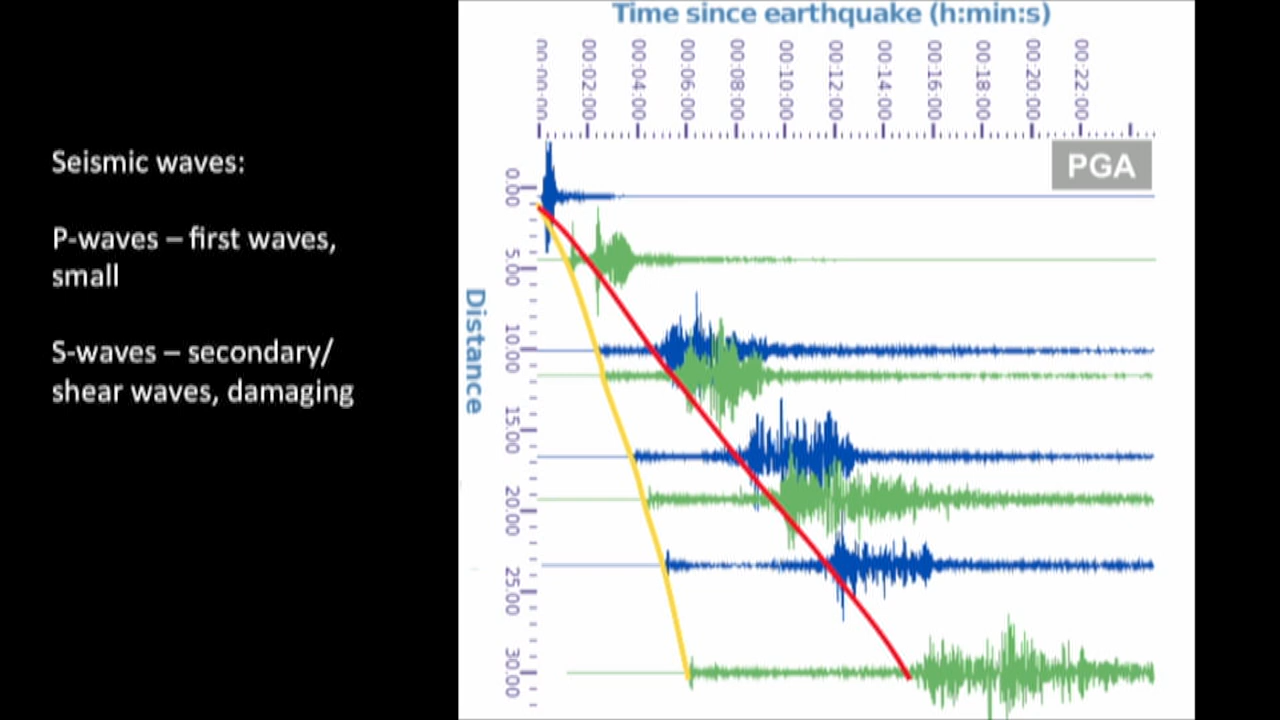 Seismic waves:
P-waves – first waves,
small
S-waves – secondary/
shear waves, damaging
Time since earthquake (h:min:s)
00:00:00
00:02:00
00:04:00
00:06:00
00:08:00
00:10:00
00:12:00
00:14:00
00:16:00
00:18:00
00:20:00
00:22:00
PGA
Distance
0.00
5.00
10.00
15.00
20.00
25.00
30.00